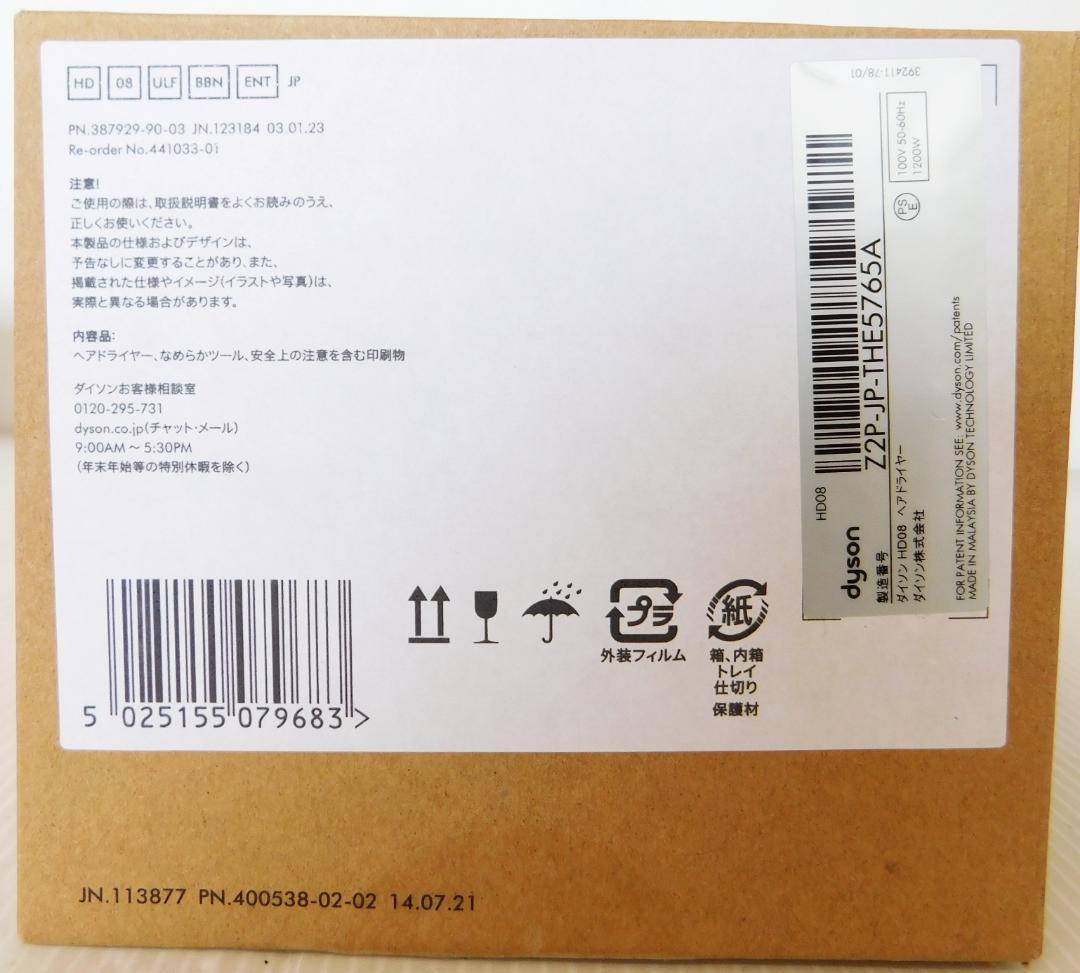 HD 08 ULF BBN ENT JP
PN.387929-90-03 JN.123184 03.01.23
Re-order No.441033-01
注意!
ご使用の際は、取扱説明書をよくお読みのうえ、
正しくお使いください。
本製品の仕様およびデザインは、
予告なしに変更することがあり、また、
掲載された仕様やイメージ(イラストや写真)は、
実際と異なる場合があります。
内容品:
ヘアドライヤー、なめらかツール、安全上の注意を含む印刷物
ダイソンお客様相談室
0120-295-731
dyson.co.jp(チャット・メール)
9:00AM ~ 5:30PM
(年末年始等の特別休暇を除く)
5 025155 079683 >
プラ
外装フィルム
紙
箱、内箱
トレイ
仕切り
保護材
HD08
dyson
製造番号
Z2P-JP-THE5765A
ダイソン HD08 ヘアドライヤー
ダイソン株式会社
PS
E
100V 50-60Hz
1200W
FOR PATENT INFORMATION SEE: www.dyson.com/patents
MADE IN MALAYSIA BY DYSON TECHNOLOGY LIMITED
392411-78/01
JN.113877 PN.400538-02-02 14.07.21